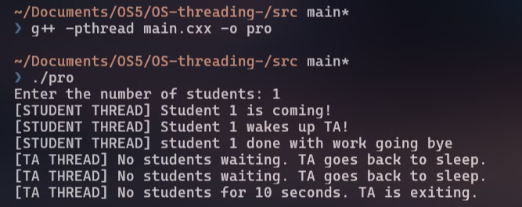 ~/Documents/OS5/OS-threading-/src main*
❯ g++ -pthread main.cxx -o pro
~/Documents/OS5/OS-threading-/src main*
❯ ./pro
Enter the number of students: 1
[STUDENT THREAD] Student 1 is coming!
[STUDENT THREAD] Student 1 wakes up TA!
[STUDENT THREAD] student 1 done with work going bye
[TA THREAD] No students waiting. TA goes back to sleep.
[TA THREAD] No students waiting. TA goes back to sleep.
[TA THREAD] No students for 10 seconds. TA is exiting.